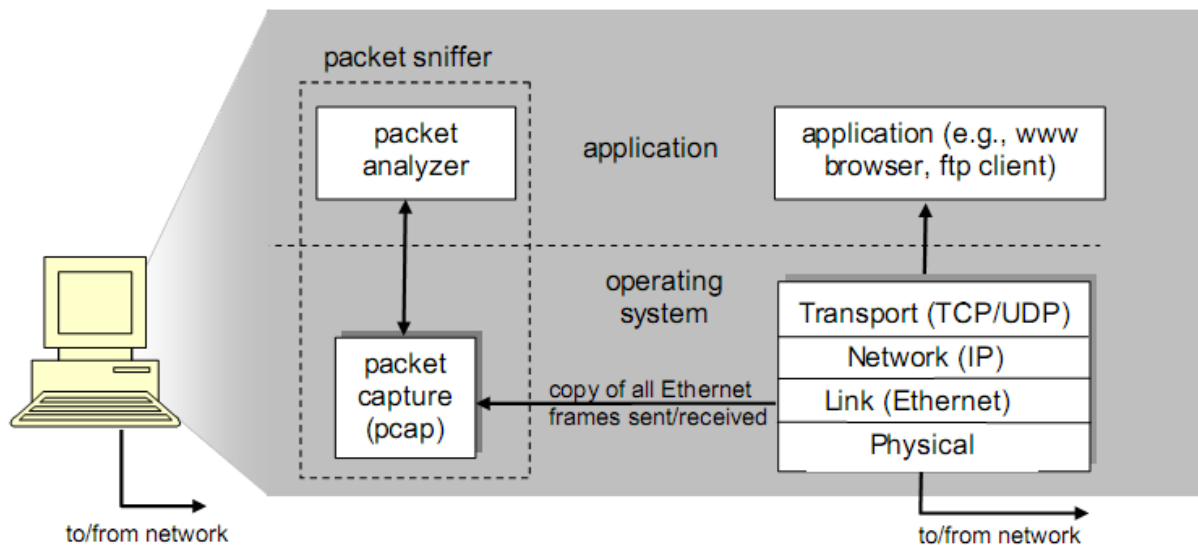 packet sniffer
packet
analyzer
application
application (e.g., www
browser, ftp client)
operating
system
packet
capture
(pcap)
copy of all Ethernet
frames sent/received
Transport (TCP/UDP)
Network (IP)
Link (Ethernet)
Physical
to/from network
to/from network